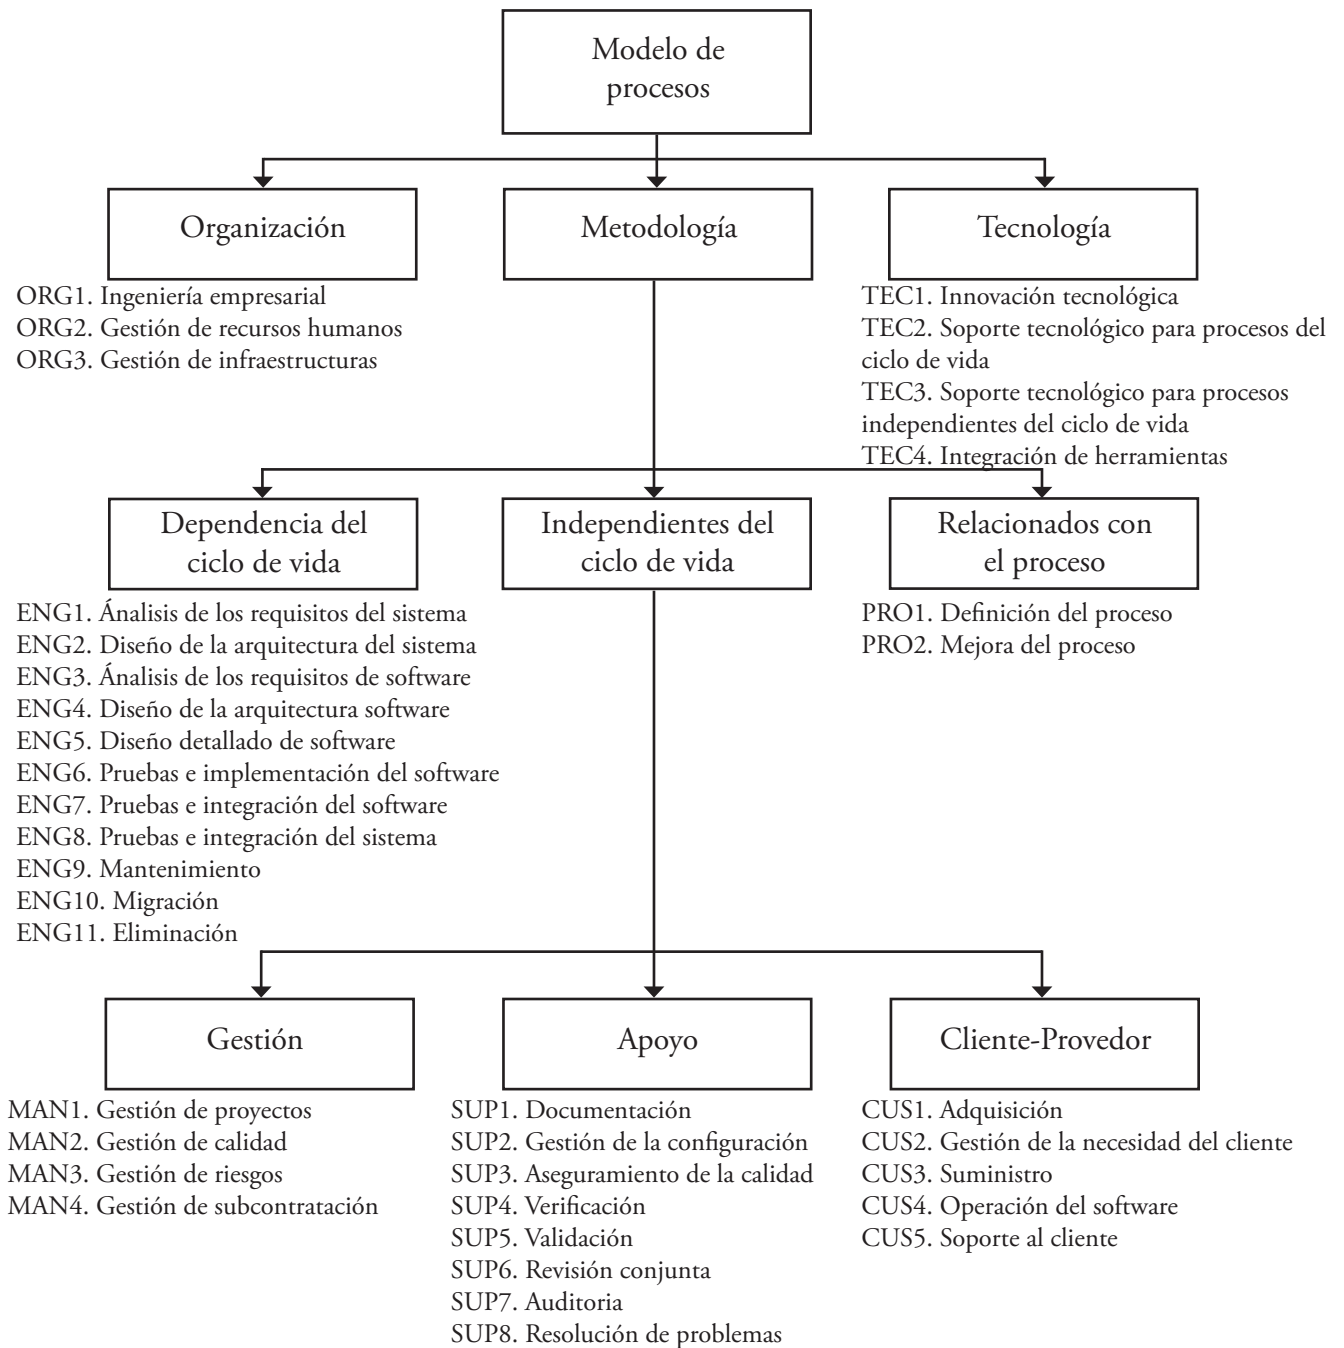 Modelo de
procesos
Organización
Metodología
Tecnología
ORG1. Ingeniería empresarial
ORG2. Gestión de recursos humanos
ORG3. Gestión de infraestructuras
TEC1. Innovación tecnológica
TEC2. Soporte tecnológico para procesos del
ciclo de vida
TEC3. Soporte tecnológico para procesos
independientes del ciclo de vida
TEC4. Integración de herramientas
Dependencia del
ciclo de vida
Independientes del
ciclo de vida
Relacionados con
el proceso
ENG1. Ánalisis de los requisitos del sistema
ENG2. Diseño de la arquitectura del sistema
ENG3. Ánalisis de los requisitos de software
ENG4. Diseño de la arquitectura software
ENG5. Diseño detallado de software
ENG6. Pruebas e implementación del software
ENG7. Pruebas e integración del software
ENG8. Pruebas e integración del sistema
ENG9. Mantenimiento
ENG10. Migración
ENG11. Eliminación
PRO1. Definición del proceso
PRO2. Mejora del proceso
Gestión
Apoyo
Cliente-Provedor
MAN1. Gestión de proyectos
MAN2. Gestión de calidad
MAN3. Gestión de riesgos
MAN4. Gestión de subcontratación
SUP1. Documentación
SUP2. Gestión de la configuración
SUP3. Aseguramiento de la calidad
SUP4. Verificación
SUP5. Validación
SUP6. Revisión conjunta
SUP7. Auditoria
SUP8. Resolución de problemas
CUS1. Adquisición
CUS2. Gestión de la necesidad del cliente
CUS3. Suministro
CUS4. Operación del software
CUS5. Soporte al cliente